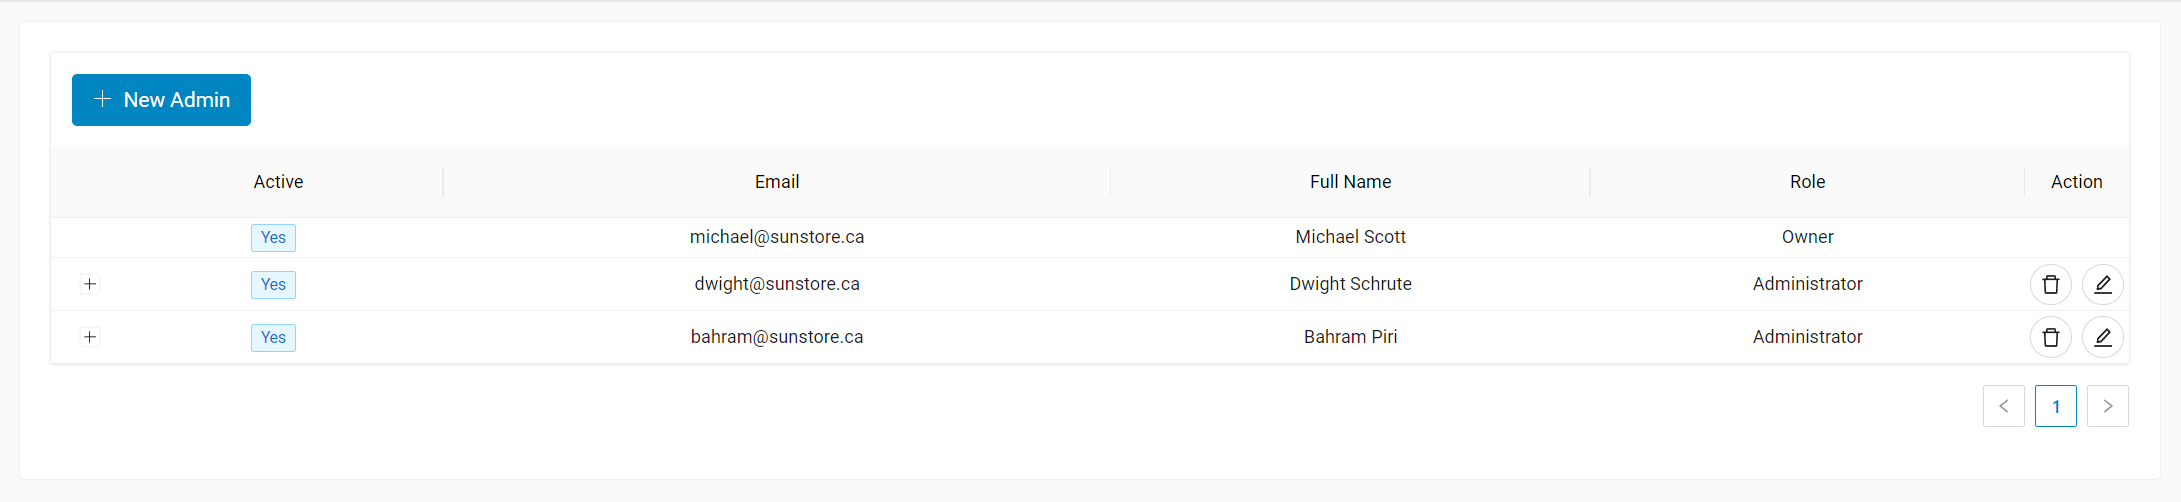 New Admin
Active Email Full Name Role Action
Yes michael@sunstore.ca Michael Scott Owner
Yes dwight@sunstore.ca Dwight Schrute Administrator
Yes bahram@sunstore.ca Bahram Piri Administrator
< 1 >